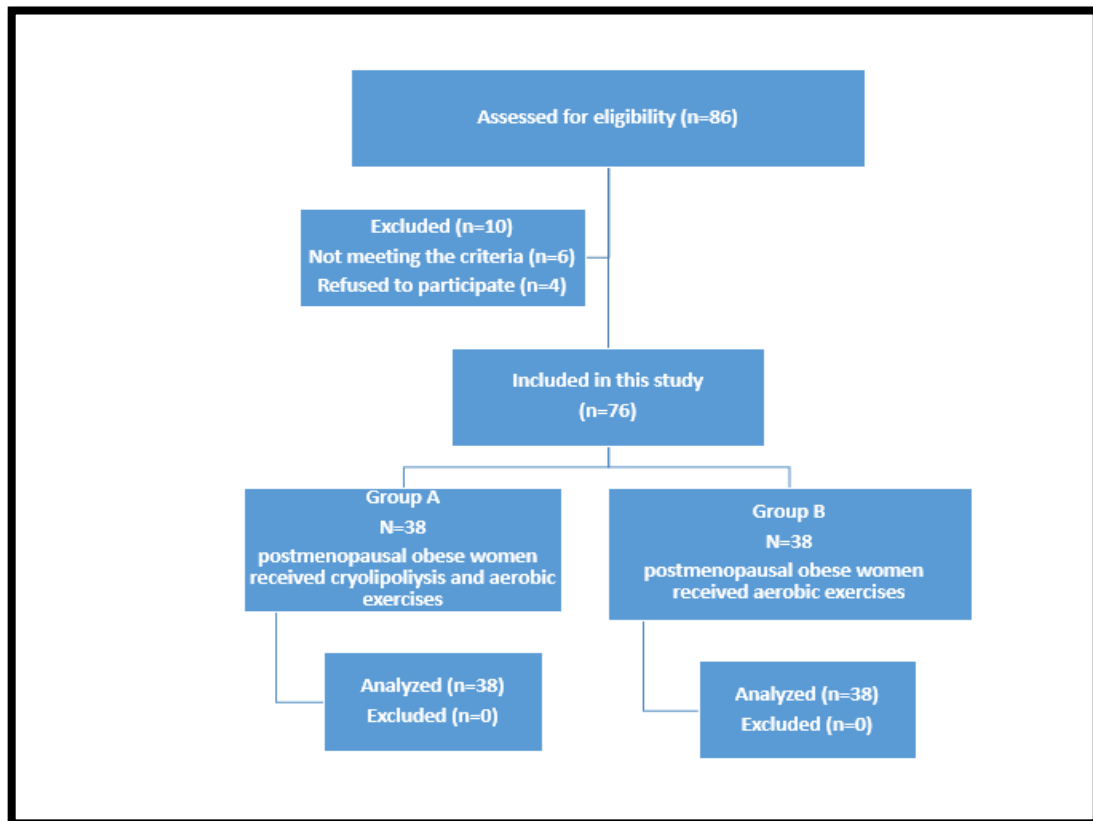 Assessed for eligibility (n=86)
Excluded (n=10)
Not meeting the criteria (n=6)
Refused to participate (n=4)
Included in this study
(n=76)
Group A
N=38
postmenopausal obese women
received cryolipoliysis and aerobic
exercises
Group B
N=38
postmenopausal obese women
received aerobic exercises
Analyzed (n=38)
Excluded (n=0)
Analyzed (n=38)
Excluded (n=0)